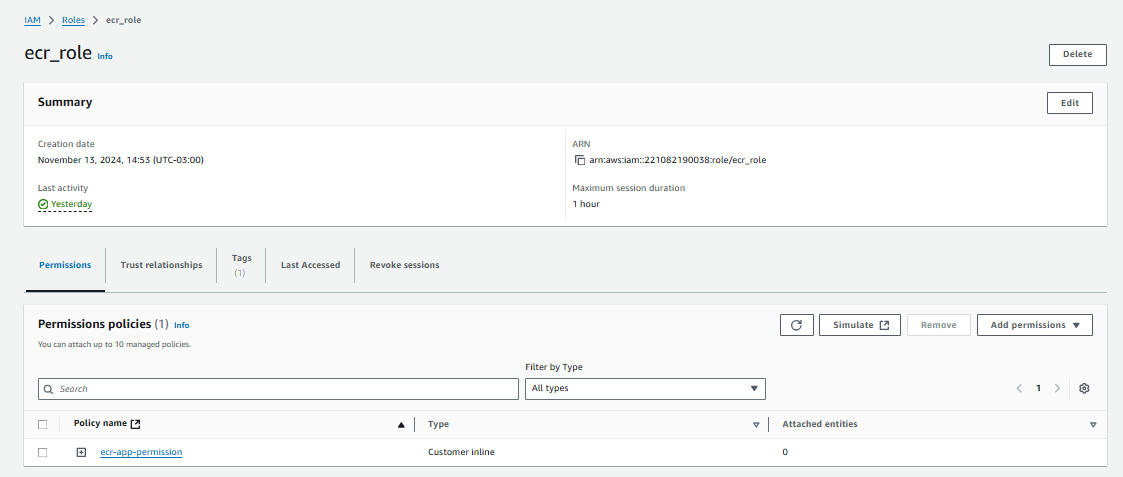 IAM > Roles > ecr_role
ecr_role Info
Delete
Summary
Edit
Creation date
November 13, 2024, 14:53 (UTC-03:00)
ARN
arn:aws:iam::221082190038:role/ecr_role
Last activity
Yesterday
Maximum session duration
1 hour
Permissions
Trust relationships
Tags
(1)
Last Accessed
Revoke sessions
Permissions policies (1) Info
You can attach up to 10 managed policies.
Simulate
Remove
Add permissions
Filter by Type
Search
All types
1
Policy name
Type
Attached entities
ecr-app-permission
Customer inline
0